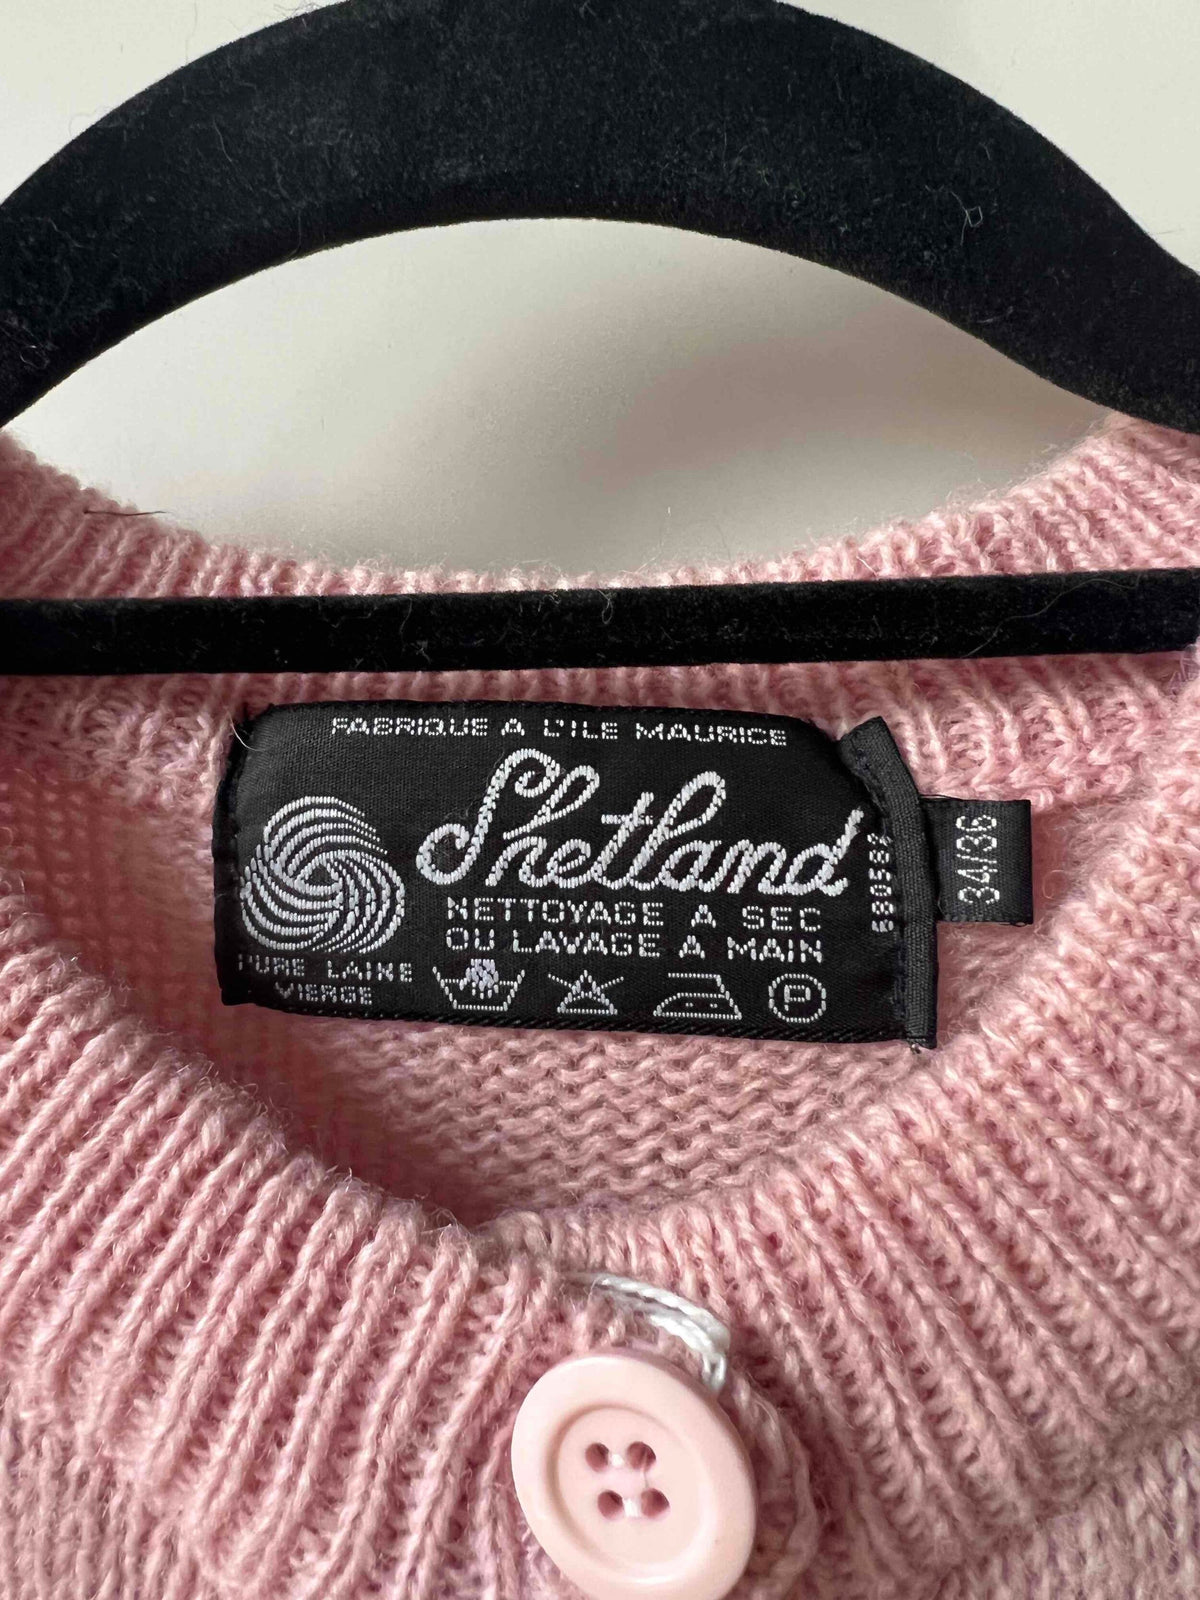 FABRIQUE A L'ILE MAURICE
Shetland
NETTOYAGE A SEC
OU LAVAGE A MAIN
PURE LAINE
VIERGE
P
34/36